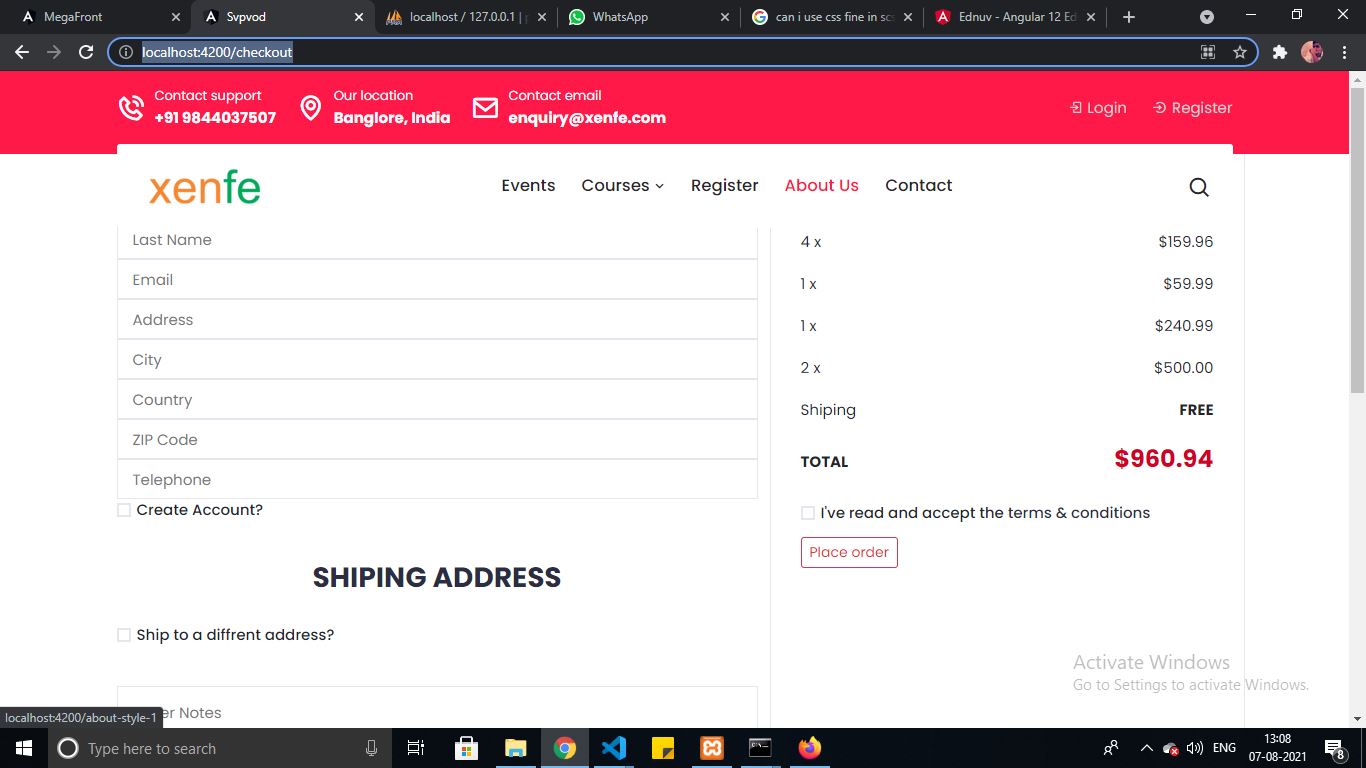 MegaFront
Svpvod
localhost / 127.0.0.1 | p
WhatsApp
can i use css fine in scs
Ednuv - Angular 12 Ed
localhost:4200/checkout
Contact support
+91 9844037507
Our location
Banglore, India
Contact email
enquiry@xenfe.com
Login
Register
xenfe
Events
Courses
Register
About Us
Contact
Last Name
Email
Address
City
Country
ZIP Code
Telephone
Create Account?
SHIPING ADDRESS
Ship to a diffrent address?
er Notes
4 x $159.96
1 x $59.99
1 x $240.99
2 x $500.00
Shiping FREE
TOTAL $960.94
I've read and accept the terms & conditions
Place order
Activate Windows
Go to Settings to activate Windows.
localhost:4200/about-style-1
Type here to search
ENG
13:08
07-08-2021
8